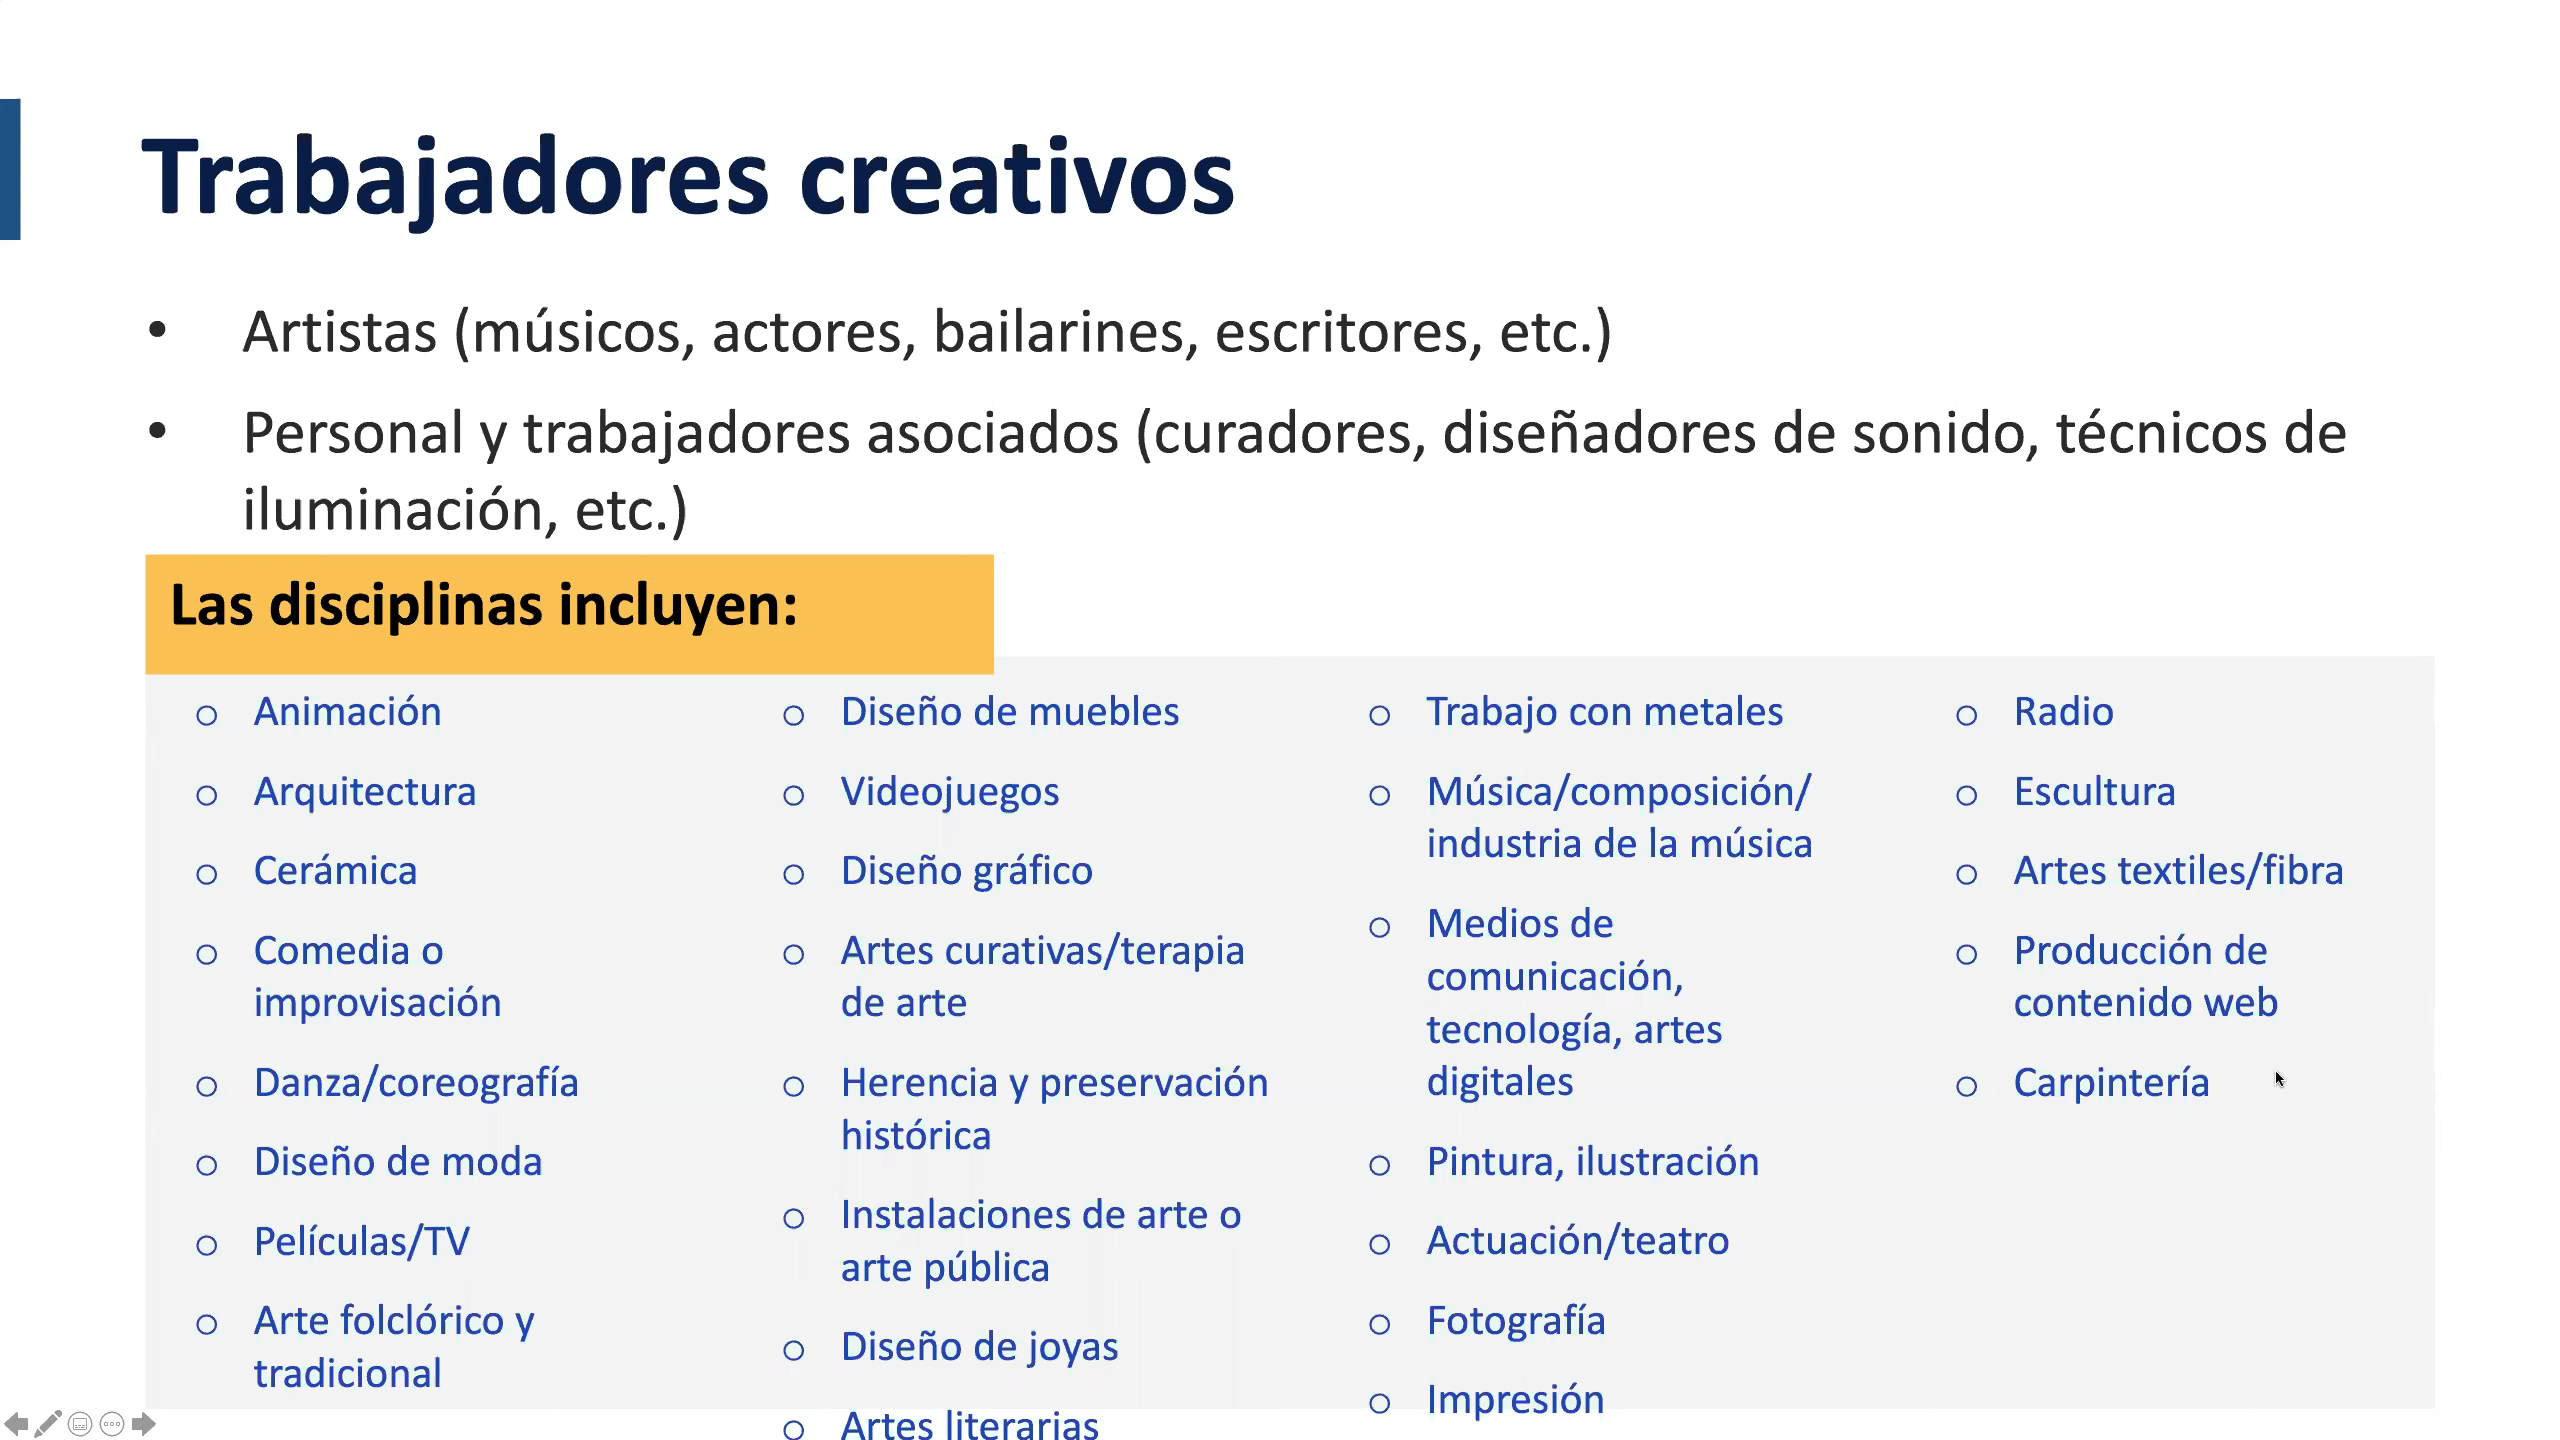 Trabajadores creativos
• Artistas (músicos, actores, bailarines, escritores, etc.)
• Personal y trabajadores asociados (curadores, diseñadores de sonido, técnicos de
iluminación, etc.)
Las disciplinas incluyen:
o Animación
o Arquitectura
o Cerámica
o Comedia o
improvisación
o Danza/coreografía
o Diseño de moda
o Películas/TV
o Arte folclórico y
tradicional
o Diseño de muebles
o Videojuegos
o Diseño gráfico
o Artes curativas/terapia
de arte
o Herencia y preservación
histórica
o Instalaciones de arte o
arte pública
o Diseño de joyas
o Artes literarias
o Trabajo con metales
o Música/composición/
industria de la música
o Medios de
comunicación,
tecnología, artes
digitales
o Pintura, ilustración
o Actuación/teatro
o Fotografía
o Impresión
o Radio
o Escultura
o Artes textiles/fibra
o Producción de
contenido web
o Carpintería